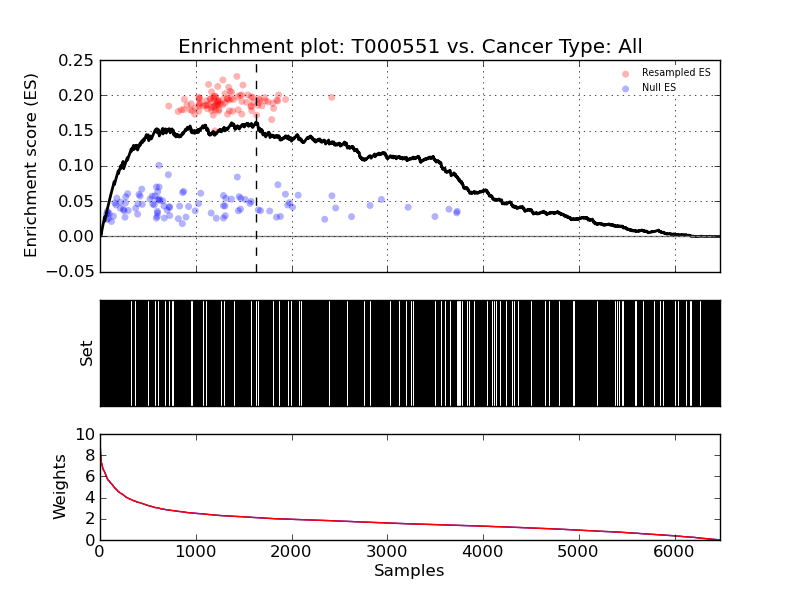 Enrichment plot: T000551 vs. Cancer Type: All
0.25
0.20
0.15
0.10
0.05
0.00
−0.05
Enrichment score (ES)
Resampled ES
Null ES
Set
10
8
6
4
2
0
Weights
0 1000 2000 3000 4000 5000 6000
Samples